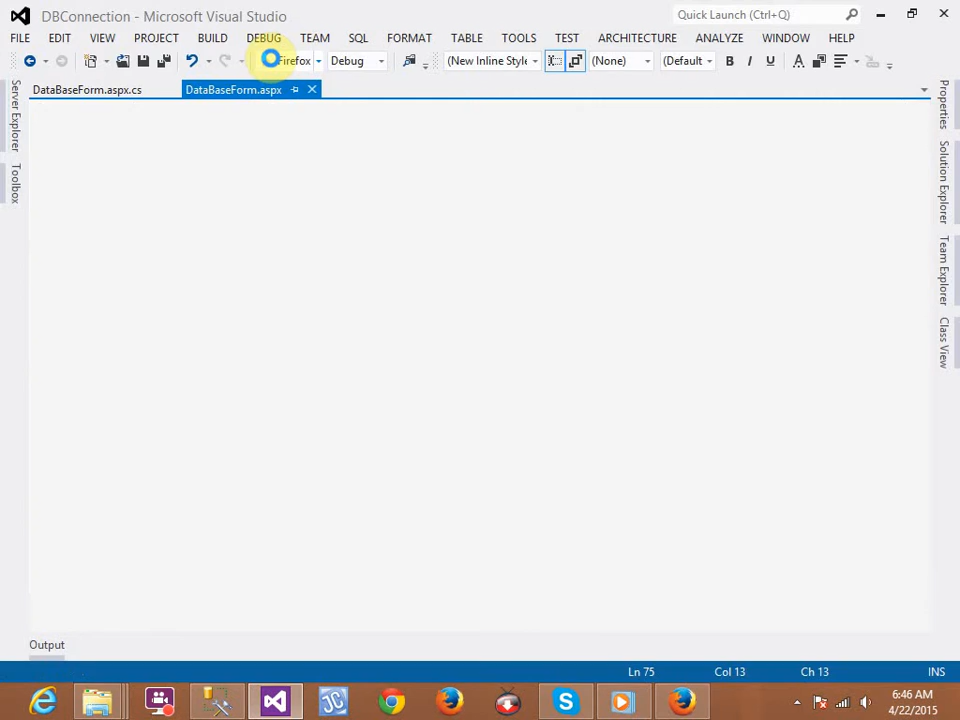 DBConnection - Microsoft Visual Studio
Quick Launch (Ctrl+Q)
FILE EDIT VIEW PROJECT BUILD DEBUG TEAM SQL FORMAT TABLE TOOLS TEST ARCHITECTURE ANALYZE WINDOW HELP
Firefox Debug (New Inline Style (None) (Default B I U A
DataBaseForm.aspx.cs DataBaseForm.aspx
Server Explorer
Toolbox
Properties
Solution Explorer
Team Explorer
Class View
Output
Ln 75 Col 13 Ch 13 INS
JC
6:46 AM
4/22/2015